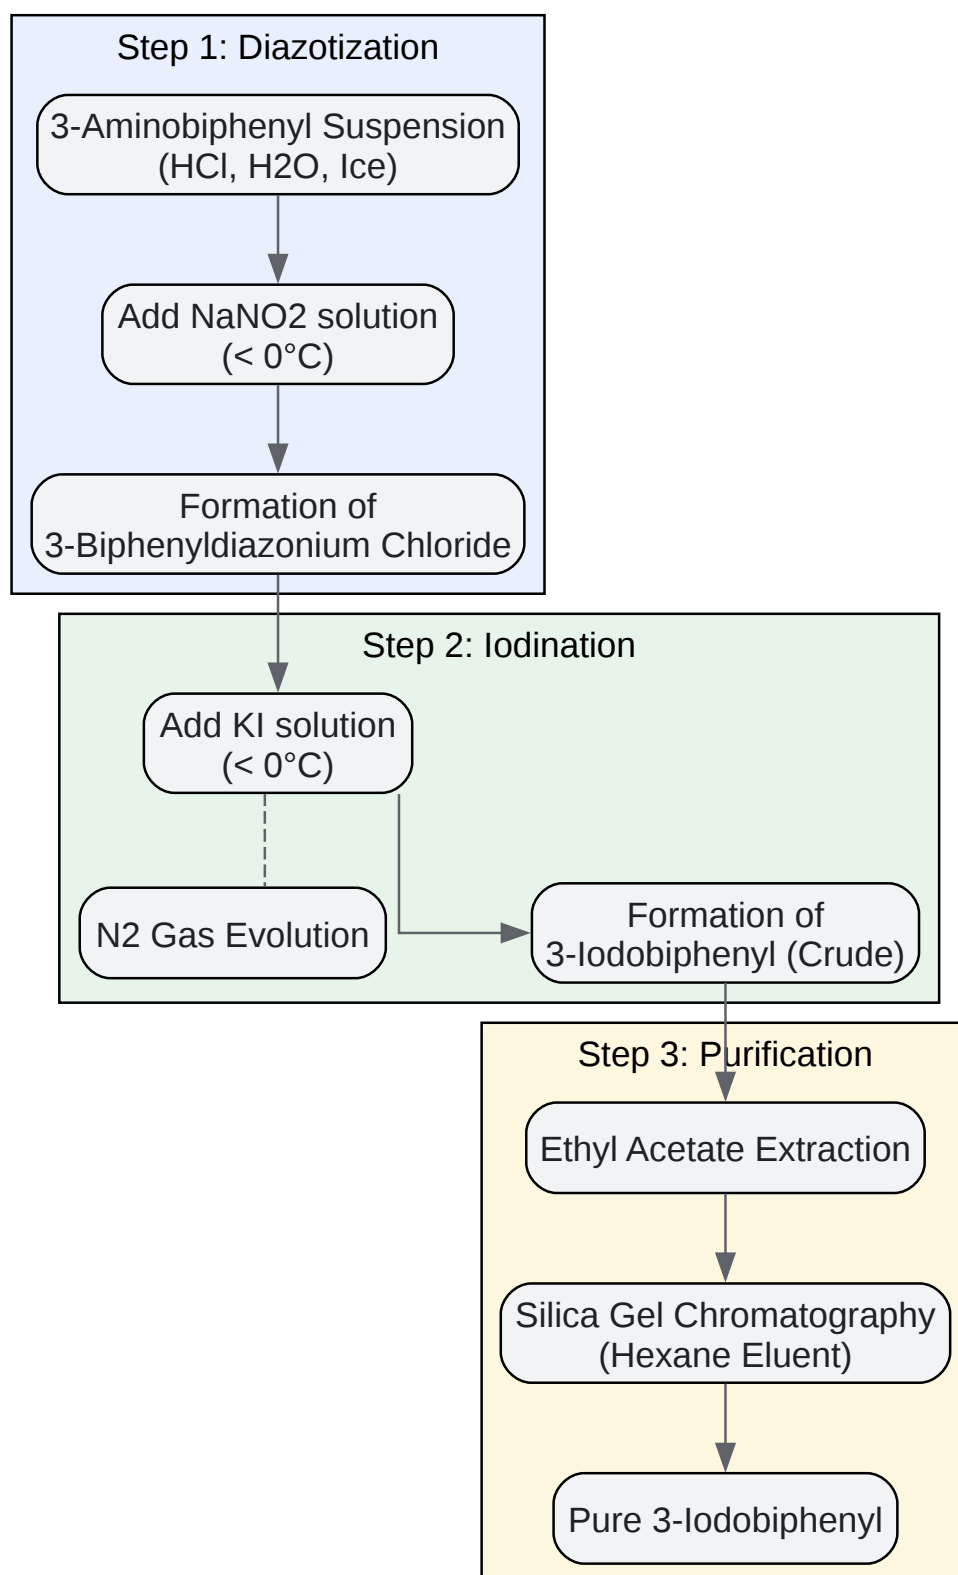 Step 1: Diazotization
3-Aminobiphenyl Suspension
(HCl, H2O, Ice)
Add NaNO2 solution
(< 0°C)
Formation of
3-Biphenyldiazonium Chloride
Step 2: Iodination
Add KI solution
(< 0°C)
N2 Gas Evolution
Formation of
3-Iodobiphenyl (Crude)
Step 3: Purification
Ethyl Acetate Extraction
Silica Gel Chromatography
(Hexane Eluent)
Pure 3-Iodobiphenyl